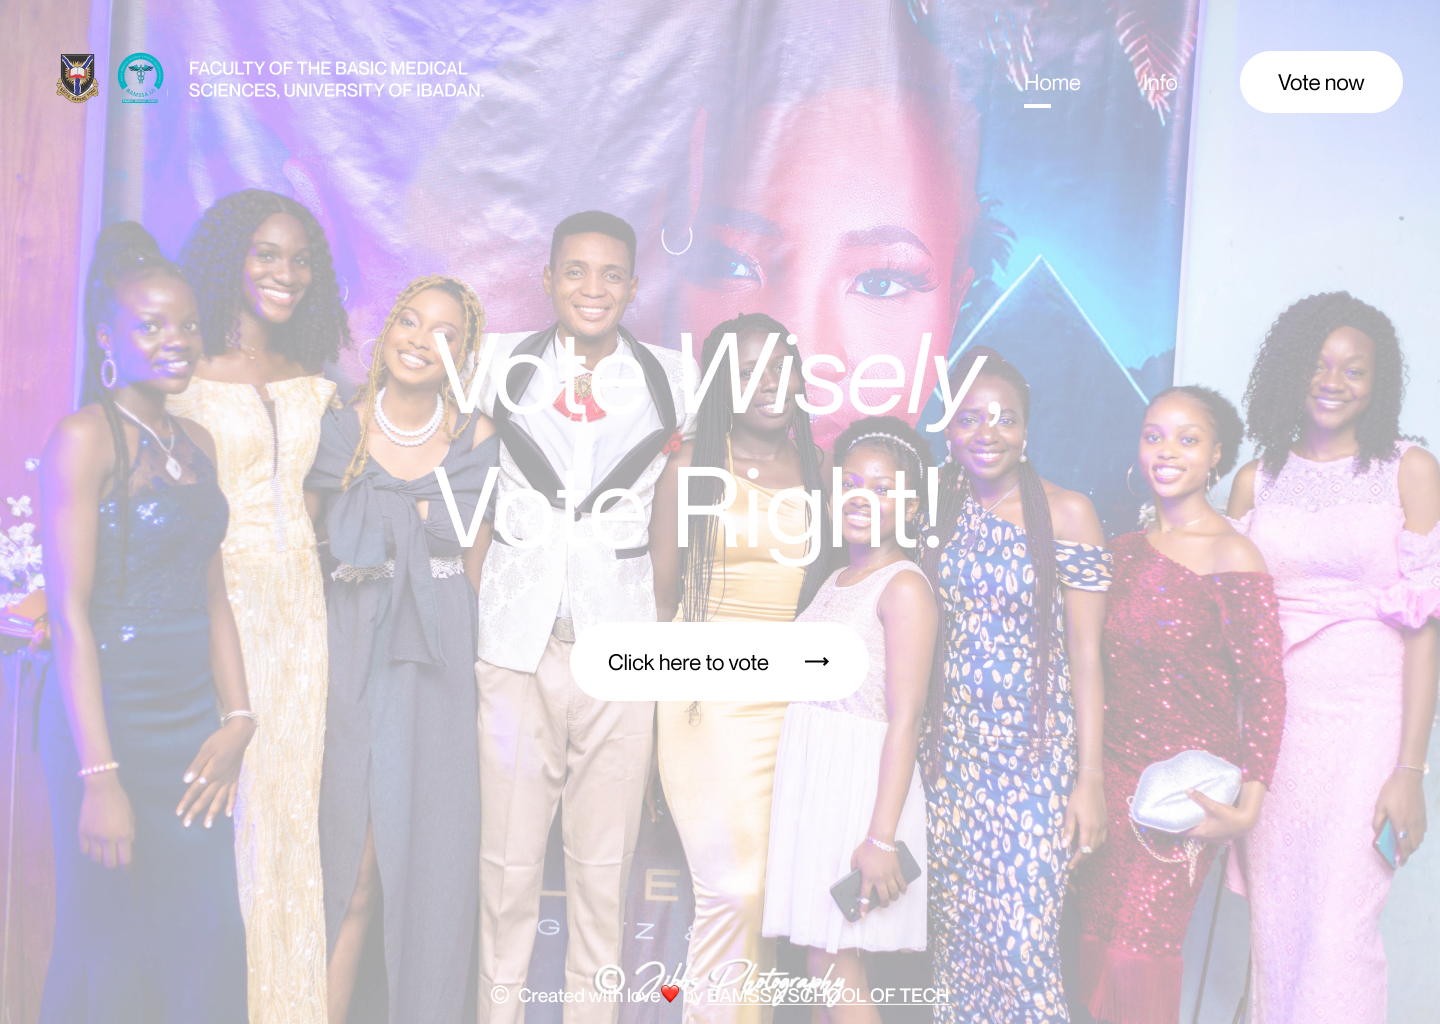 FACULTY OF THE BASIC MEDICAL
SCIENCES, UNIVERSITY OF IBADAN.
Home
Info
Vote now
Vote Wisely,
Vote Right!
Click here to vote
© Jibbs Photography
© Created with love❤️by BAMSSA SCHOOL OF TECH